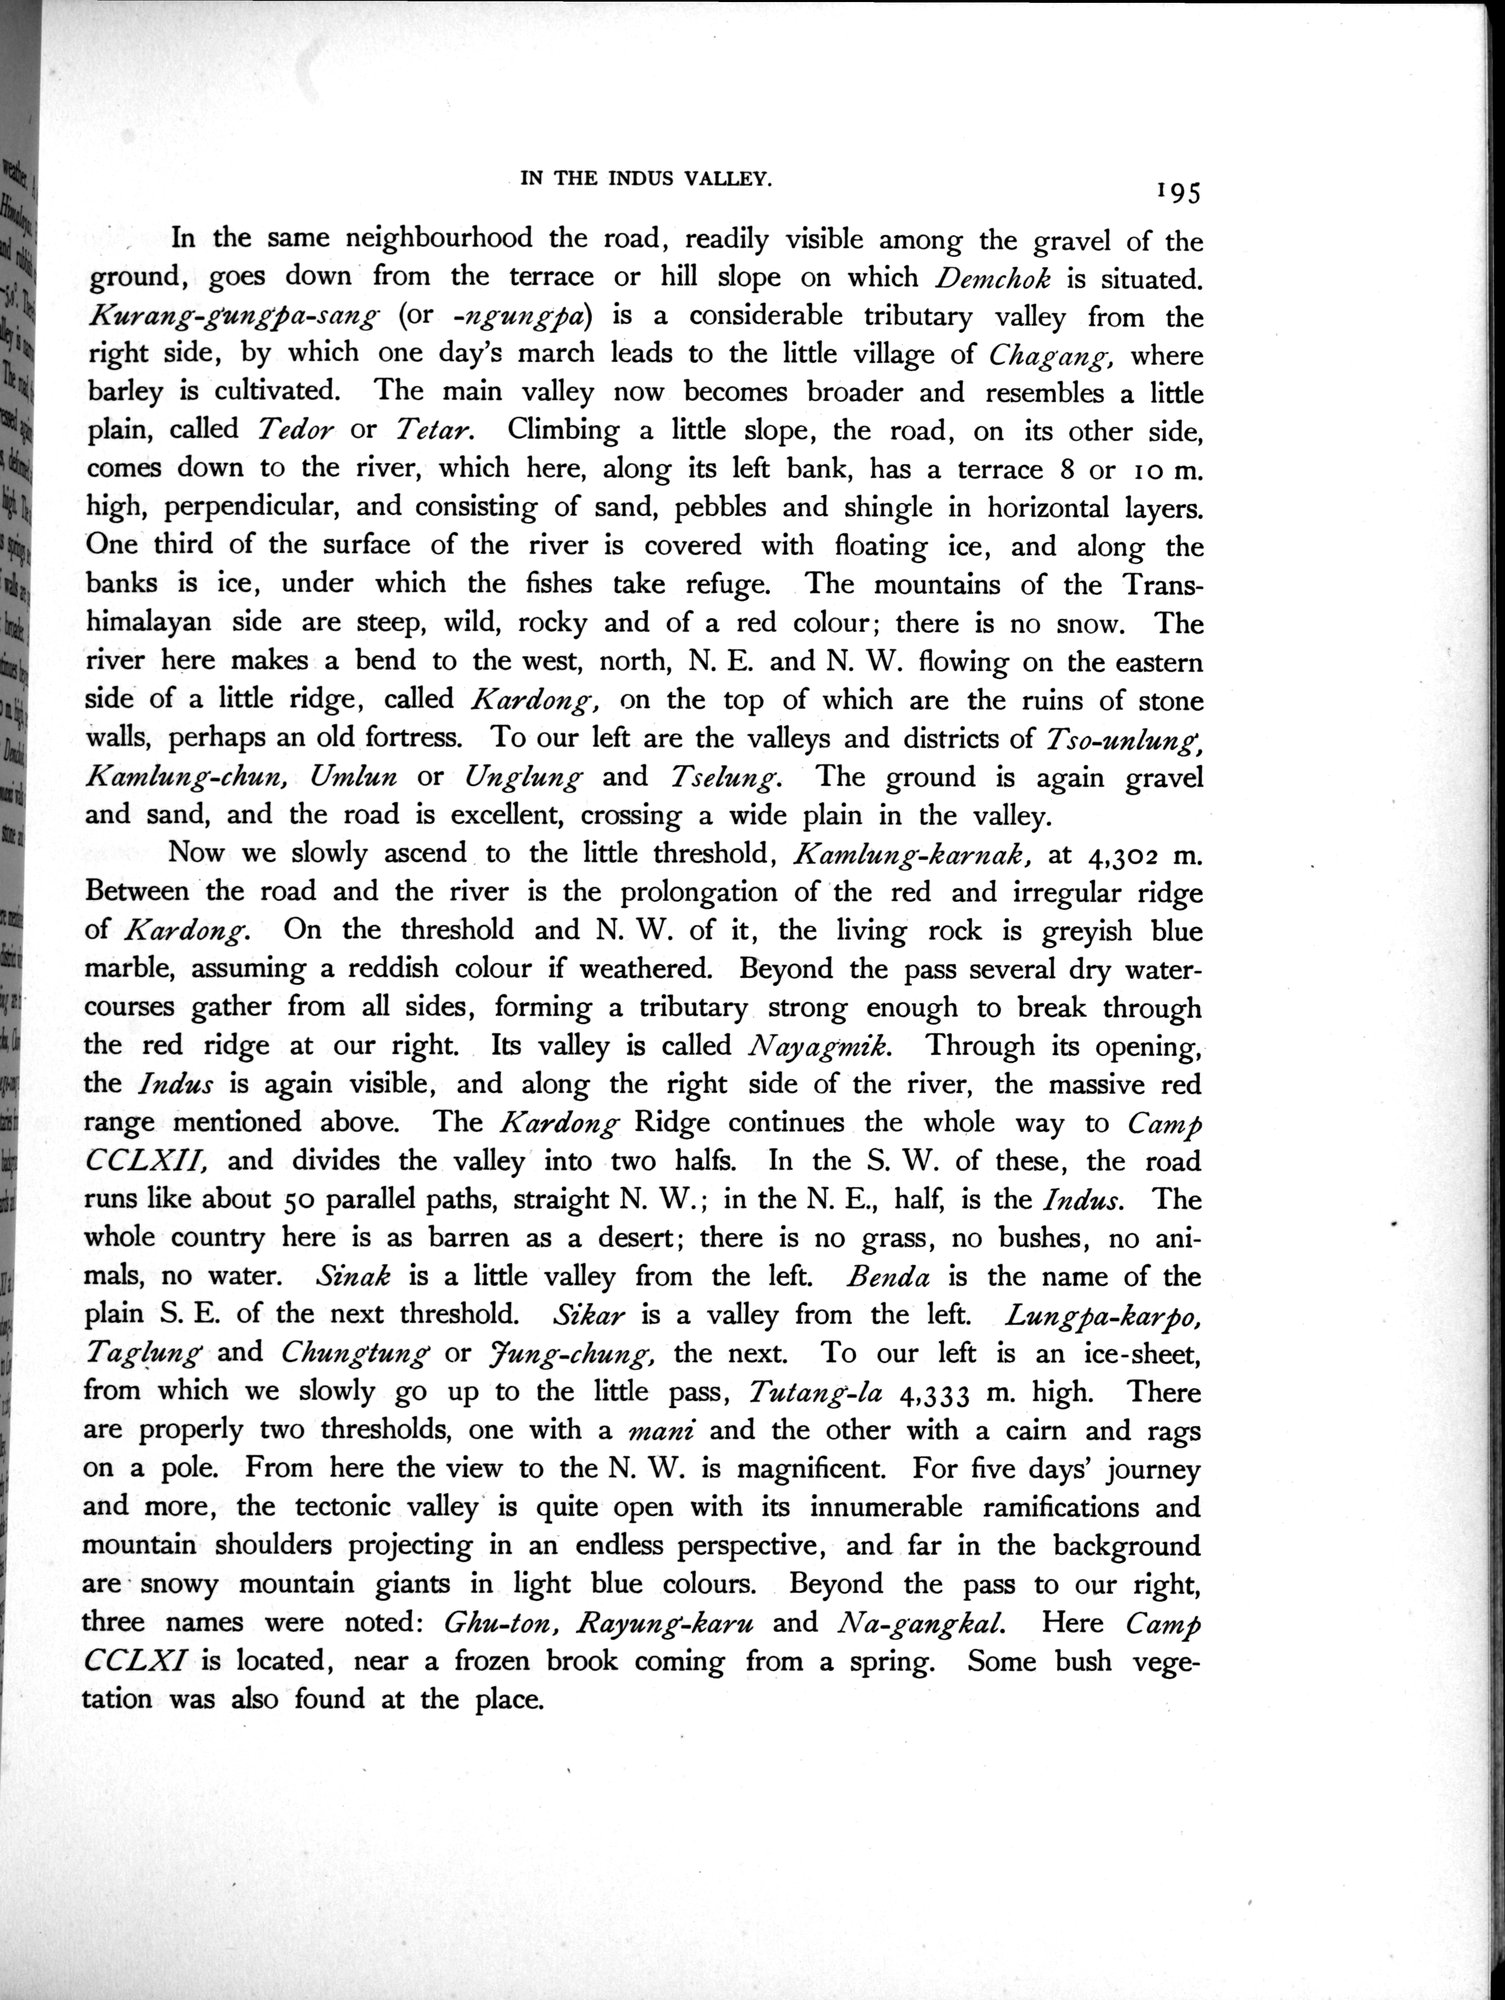 IN THE INDUS VALLEY.
195
In the same neighbourhood the road, readily visible among the gravel of the
ground, goes down from the terrace or hill slope on which Demchok is situated.
Kurang-gungpa-sang (or -ngungpa) is a considerable tributary valley from the
right side, by which one day's march leads to the little village of Chagang, where
barley is cultivated. The main valley now becomes broader and resembles a little
plain, called Tedor or Tetar. Climbing a little slope, the road, on its other side,
comes down to the river, which here, along its left bank, has a terrace 8 or 10 m.
high, perpendicular, and consisting of sand, pebbles and shingle in horizontal layers.
One third of the surface of the river is covered with floating ice, and along the
banks is ice, under which the fishes take refuge. The mountains of the Trans-
himalayan side are steep, wild, rocky and of a red colour; there is no snow. The
river here makes a bend to the west, north, N. E. and N. W. flowing on the eastern
side of a little ridge, called Kardong, on the top of which are the ruins of stone
walls, perhaps an old fortress. To our left are the valleys and districts of Tso-unlung,
Kamlung-chun, Umlun or Unglung and Tselung. The ground is again gravel
and sand, and the road is excellent, crossing a wide plain in the valley.
Now we slowly ascend to the little threshold, Kamlung-karnak, at 4,302 m.
Between the road and the river is the prolongation of the red and irregular ridge
of Kardong. On the threshold and N. W. of it, the living rock is greyish blue
marble, assuming a reddish colour if weathered. Beyond the pass several dry water-
courses gather from all sides, forming a tributary strong enough to break through
the red ridge at our right. Its valley is called Nayagmik. Through its opening,
the Indus is again visible, and along the right side of the river, the massive red
range mentioned above. The Kardong Ridge continues the whole way to Camp
CCLXII, and divides the valley into two halfs. In the S. W. of these, the road
runs like about 50 parallel paths, straight N. W.; in the N. E., half, is the Indus. The
whole country here is as barren as a desert; there is no grass, no bushes, no ani-
mals, no water. Sinak is a little valley from the left. Benda is the name of the
plain S. E. of the next threshold. Sikar is a valley from the left. Lungpa-karpo,
Taglung and Chungtung or Jung-chung, the next. To our left is an ice-sheet,
from which we slowly go up to the little pass, Tutang-la 4,333 m. high. There
are properly two thresholds, one with a mani and the other with a cairn and rags
on a pole. From here the view to the N. W. is magnificent. For five days' journey
and more, the tectonic valley is quite open with its innumerable ramifications and
mountain shoulders projecting in an endless perspective, and far in the background
are snowy mountain giants in light blue colours. Beyond the pass to our right,
three names were noted: Ghu-ton, Rayung-karu and Na-gangkal. Here Camp
CCLXI is located, near a frozen brook coming from a spring. Some bush vege-
tation was also found at the place.